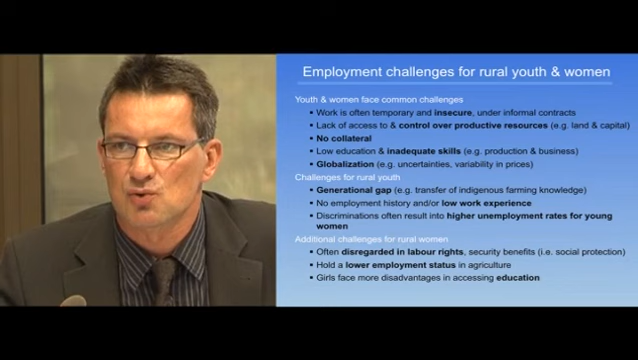 Employment challenges for rural youth & women
Youth & women face common challenges
▪ Work is often temporary and insecure, under informal contracts
▪ Lack of access to & control over productive resources (e.g. land & capital)
▪ No collateral
▪ Low education & inadequate skills (e.g. production & business)
▪ Globalization (e.g. uncertainties, variability in prices)
Challenges for rural youth
▪ Generational gap (e.g. transfer of indigenous farming knowledge)
▪ No employment history and/or low work experience
▪ Discriminations often result into higher unemployment rates for young
women
Additional challenges for rural women
▪ Often disregarded in labour rights, security benefits (i.e. social protection)
▪ Hold a lower employment status in agriculture
▪ Girls face more disadvantages in accessing education